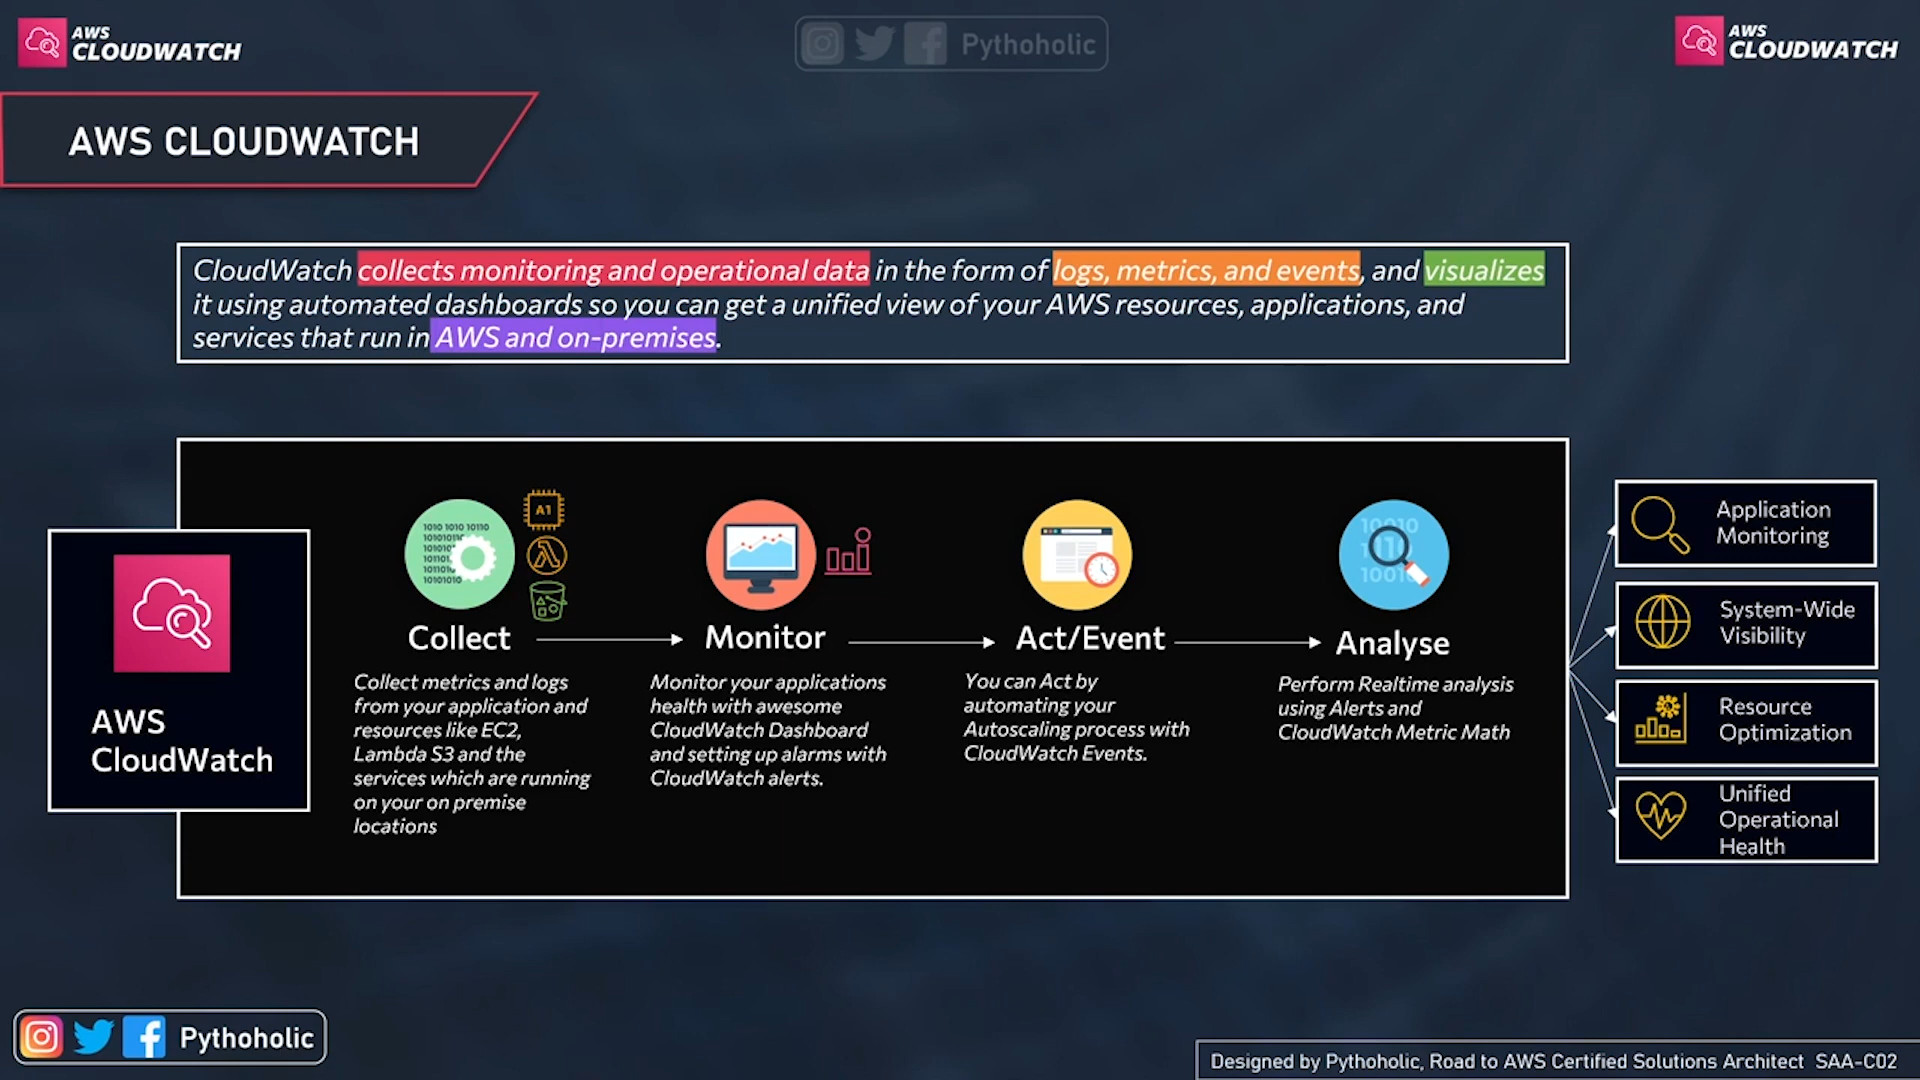 AWS
CLOUDWATCH
Pythoholic
AWS
CLOUDWATCH
AWS CLOUDWATCH
CloudWatch collects monitoring and operational data in the form of logs, metrics, and events, and visualizes
it using automated dashboards so you can get a unified view of your AWS resources, applications, and
services that run in AWS and on-premises.
AWS
CloudWatch
1010 1010 10110
A1
Collect
Collect metrics and logs
from your application and
resources like EC2,
Lambda S3 and the
services which are running
on your on premise
locations
Monitor
Monitor your applications
health with awesome
CloudWatch Dashboard
and setting up alarms with
CloudWatch alerts.
Act/Event
You can Act by
automating your
Autoscaling process with
CloudWatch Events.
Analyse
Perform Realtime analysis
using Alerts and
CloudWatch Metric Math
Application
Monitoring
System-Wide
Visibility
Resource
Optimization
Unified
Operational
Health
Pythoholic
Designed by Pythoholic, Road to AWS Certified Solutions Architect SAA-C02